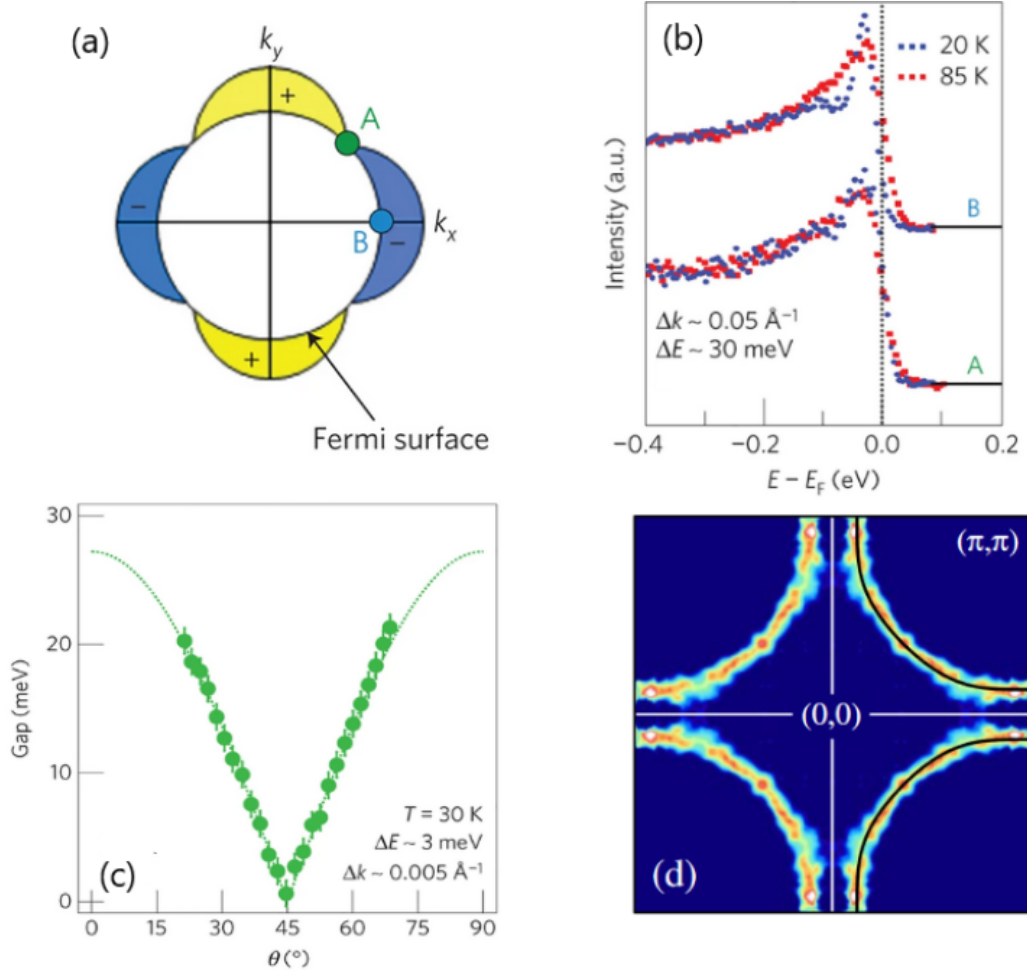 (a)
k_y
+
A
−
B
−
k_x
+
Fermi surface
(b)
20 K
85 K
Intensity (a.u.)
B
Δk ~ 0.05 Å⁻¹
ΔE ~ 30 meV
A
−0.4
−0.2
0.0
0.2
E − E_F (eV)
30
20
10
0
Gap (meV)
T = 30 K
ΔE ~ 3 meV
Δk ~ 0.005 Å⁻¹
(c)
0
15
30
45
60
75
90
θ (°)
(π,π)
(0,0)
(d)